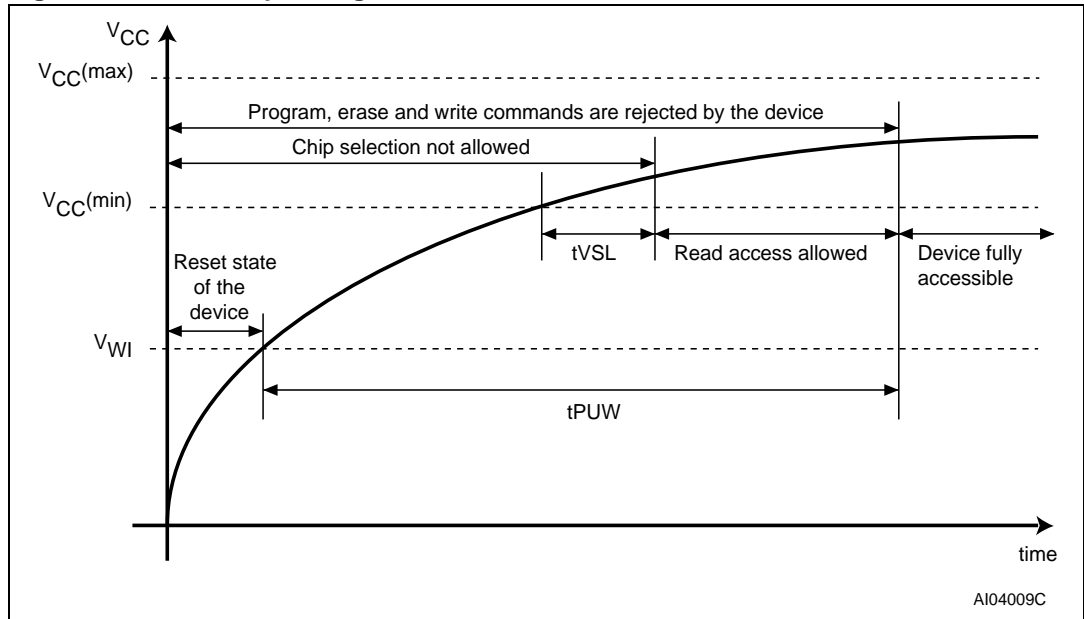 VCC
VCC(max)
Program, erase and write commands are rejected by the device
Chip selection not allowed
VCC(min)
tVSL
Read access allowed
Device fully
accessible
Reset state
of the
device
VWI
tPUW
time
AI04009C